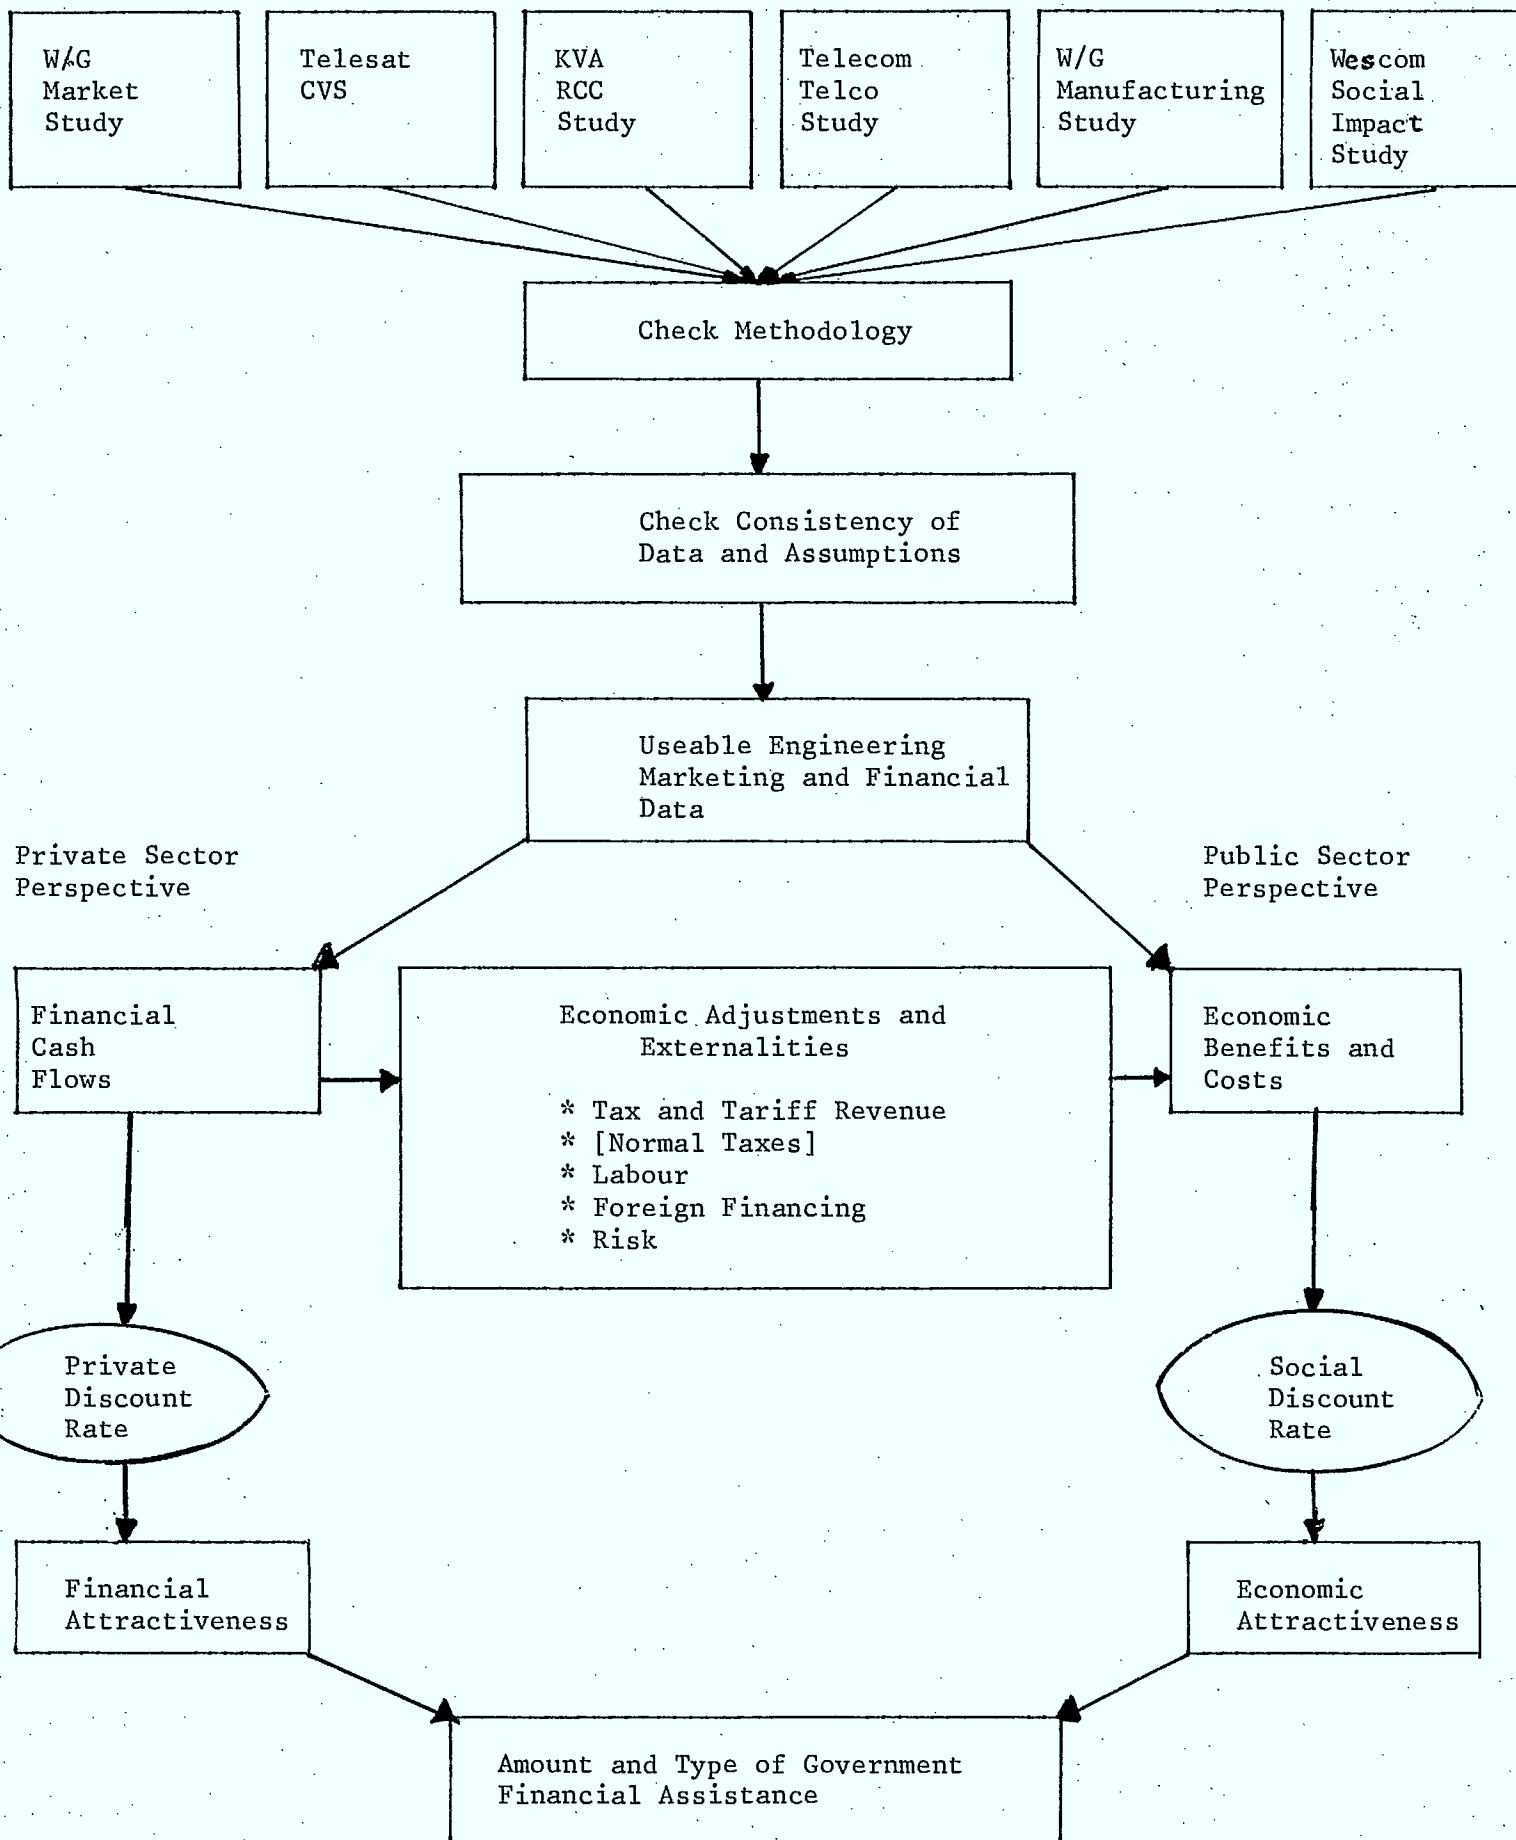 W/G
Market
Study
Telesat
CVS
KVA
RCC
Study
Telecom
Telco
Study
W/G
Manufacturing
Study
Wescom
Social
Impact
Study
Check Methodology
Check Consistency of
Data and Assumptions
Useable Engineering
Marketing and Financial
Data
Private Sector
Perspective
Public Sector
Perspective
Financial
Cash
Flows
Economic Adjustments and
Externalities
* Tax and Tariff Revenue
* [Normal Taxes]
* Labour
* Foreign Financing
* Risk
Economic
Benefits and
Costs
Private
Discount
Rate
Social
Discount
Rate
Financial
Attractiveness
Economic
Attractiveness
Amount and Type of Government
Financial Assistance